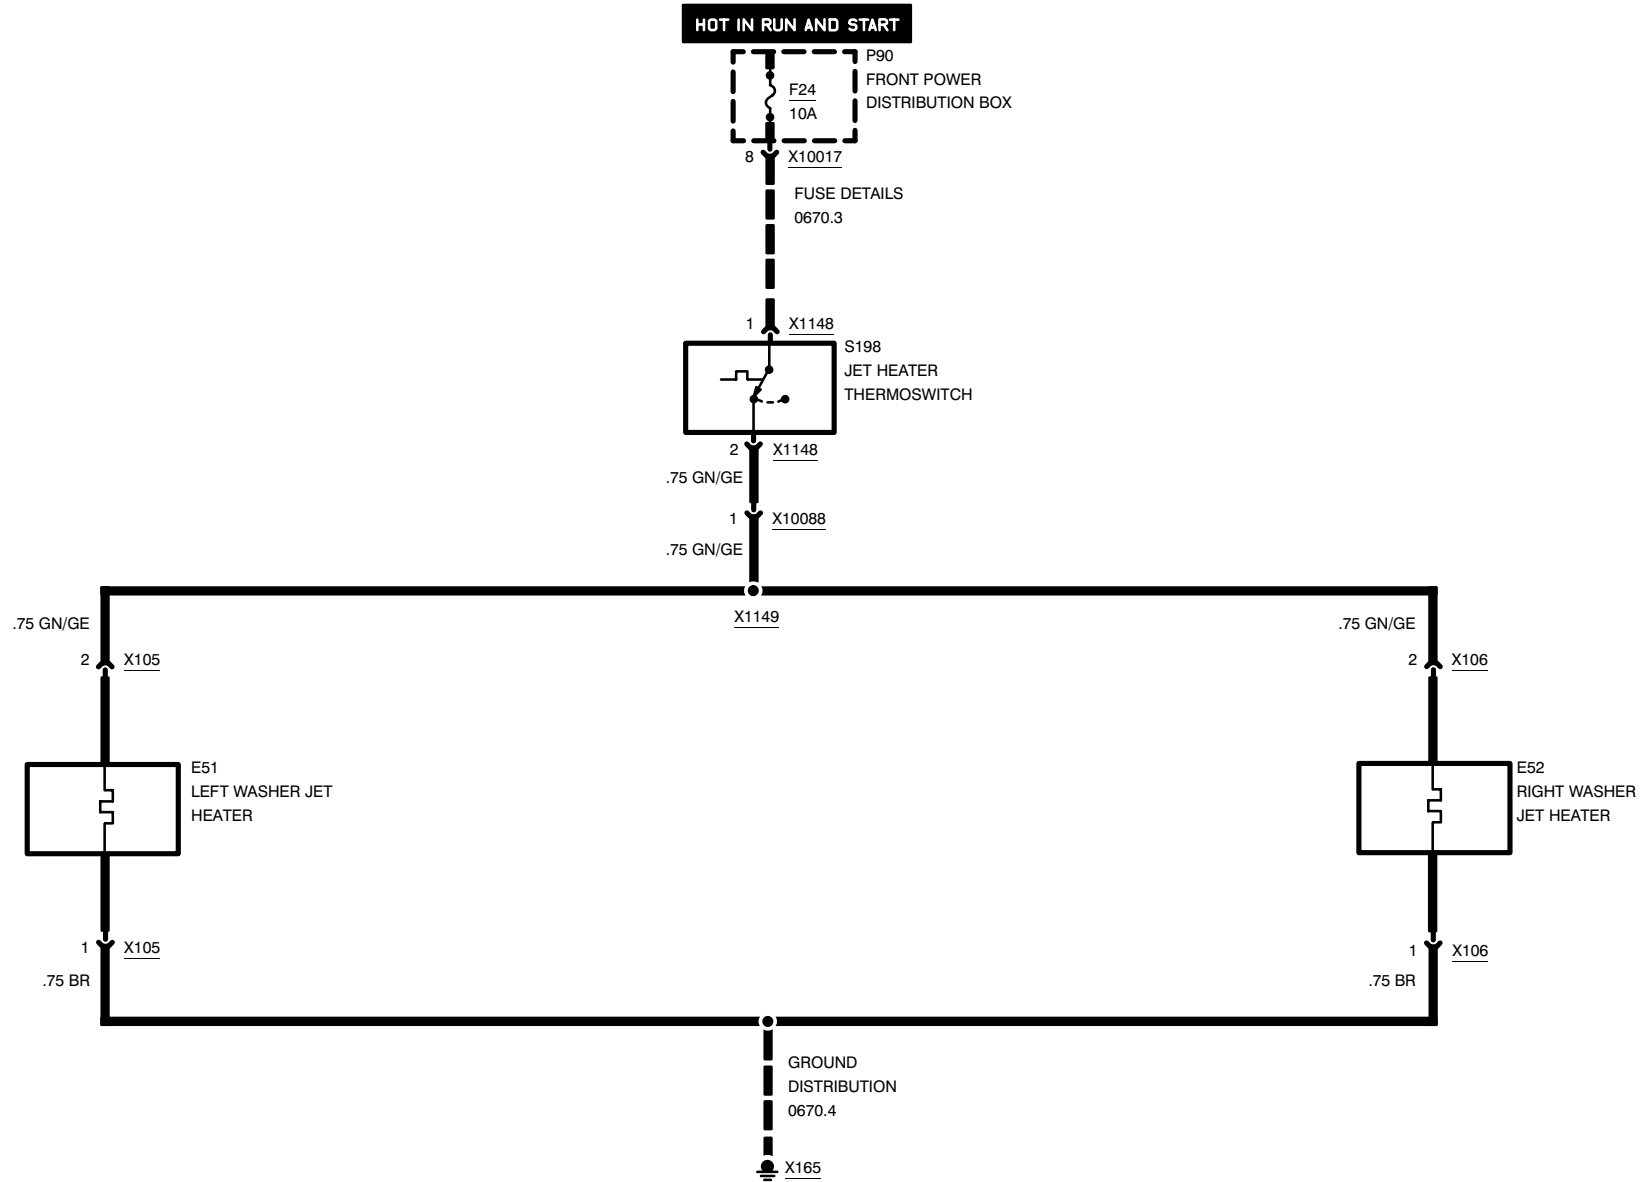 HOT IN RUN AND START
P90
FRONT POWER
DISTRIBUTION BOX
F24
10A
8 X10017
FUSE DETAILS
0670.3
1 X1148
S198
JET HEATER
THERMOSWITCH
2 X1148
.75 GN/GE
1 X10088
.75 GN/GE
X1149
.75 GN/GE
.75 GN/GE
2 X105
2 X106
E51
LEFT WASHER JET
HEATER
E52
RIGHT WASHER
JET HEATER
1 X105
1 X106
.75 BR
.75 BR
GROUND
DISTRIBUTION
0670.4
X165